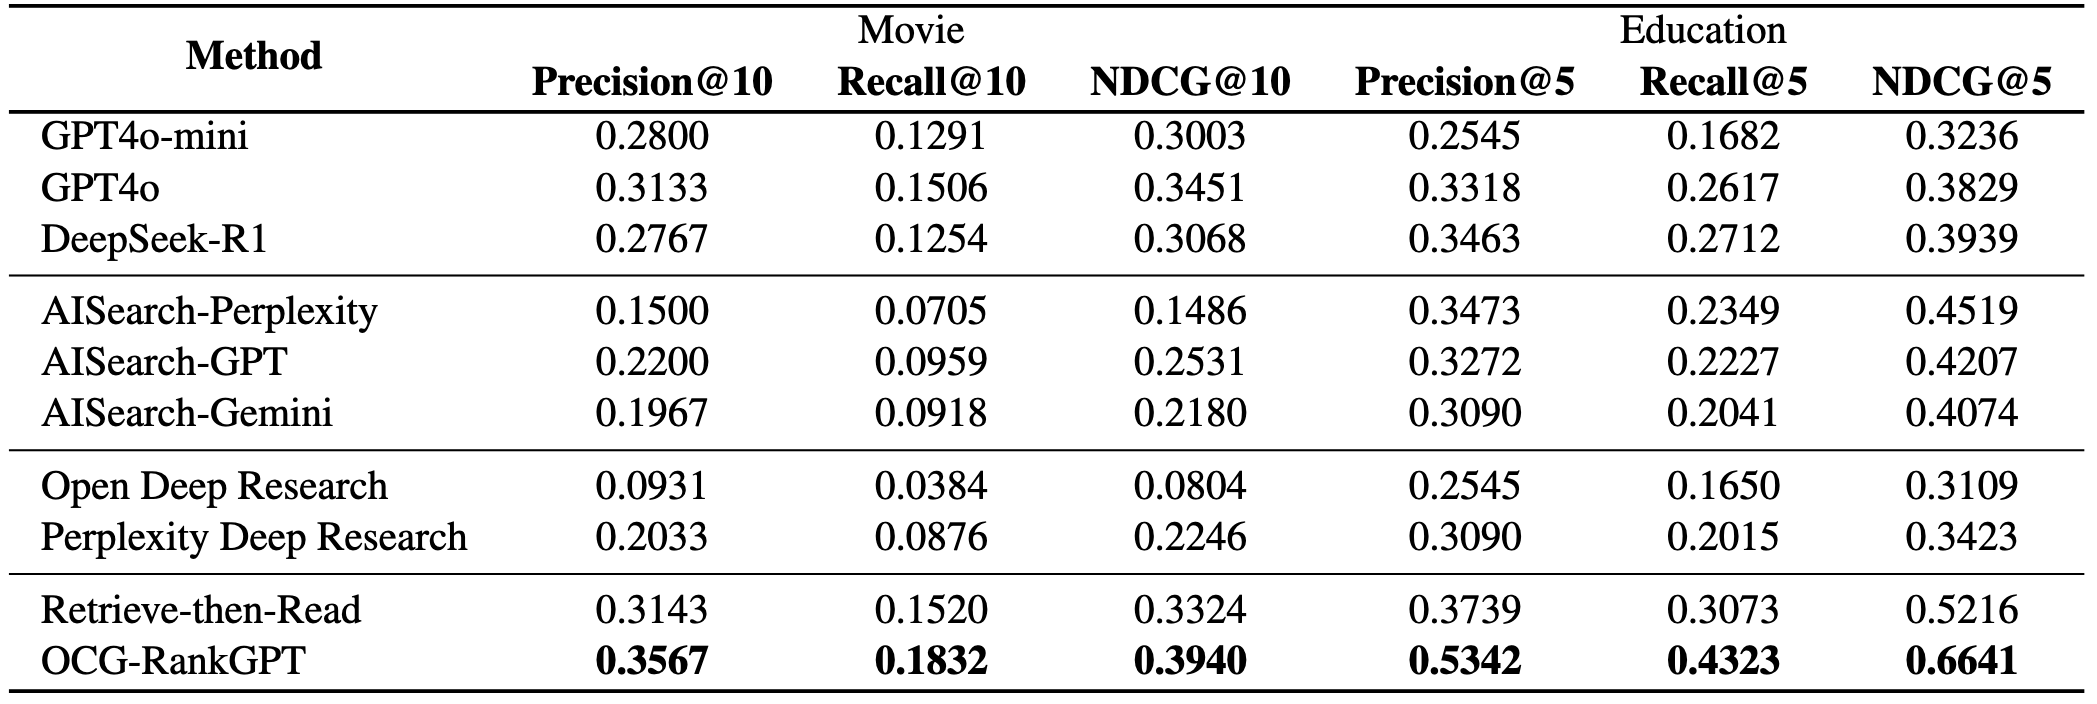 Movie Education
Method Precision@10 Recall@10 NDCG@10 Precision@5 Recall@5 NDCG@5
GPT4o-mini 0.2800 0.1291 0.3003 0.2545 0.1682 0.3236
GPT4o 0.3133 0.1506 0.3451 0.3318 0.2617 0.3829
DeepSeek-R1 0.2767 0.1254 0.3068 0.3463 0.2712 0.3939
AISearch-Perplexity 0.1500 0.0705 0.1486 0.3473 0.2349 0.4519
AISearch-GPT 0.2200 0.0959 0.2531 0.3272 0.2227 0.4207
AISearch-Gemini 0.1967 0.0918 0.2180 0.3090 0.2041 0.4074
Open Deep Research 0.0931 0.0384 0.0804 0.2545 0.1650 0.3109
Perplexity Deep Research 0.2033 0.0876 0.2246 0.3090 0.2015 0.3423
Retrieve-then-Read 0.3143 0.1520 0.3324 0.3739 0.3073 0.5216
OCG-RankGPT 0.3567 0.1832 0.3940 0.5342 0.4323 0.6641